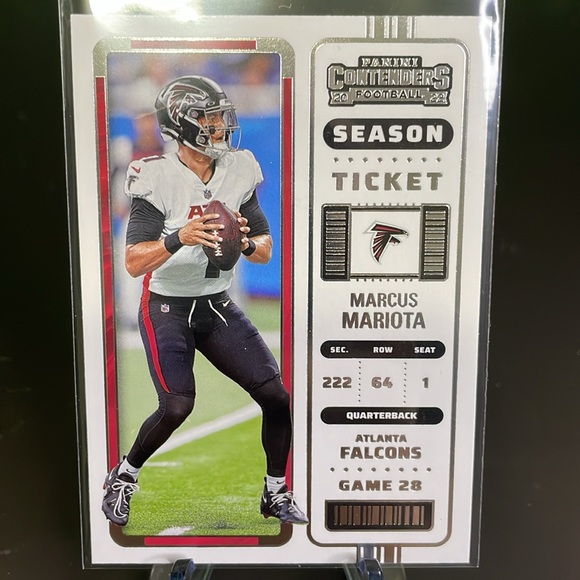 PANINI
CONTENDERS
20 FOOTBALL 22
SEASON
TICKET
MARCUS
MARIOTA
SEC. ROW SEAT
222 64 1
QUARTERBACK
ATLANTA
FALCONS
GAME 28